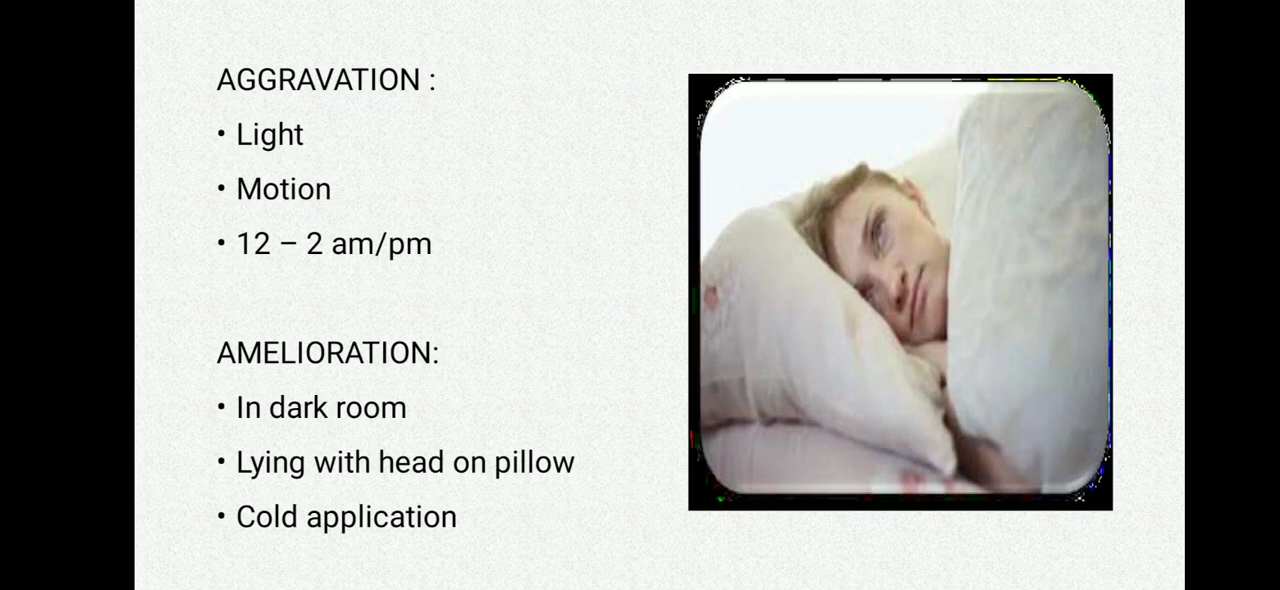 AGGRAVATION :
• Light
• Motion
• 12 – 2 am/pm
AMELIORATION:
• In dark room
• Lying with head on pillow
• Cold application